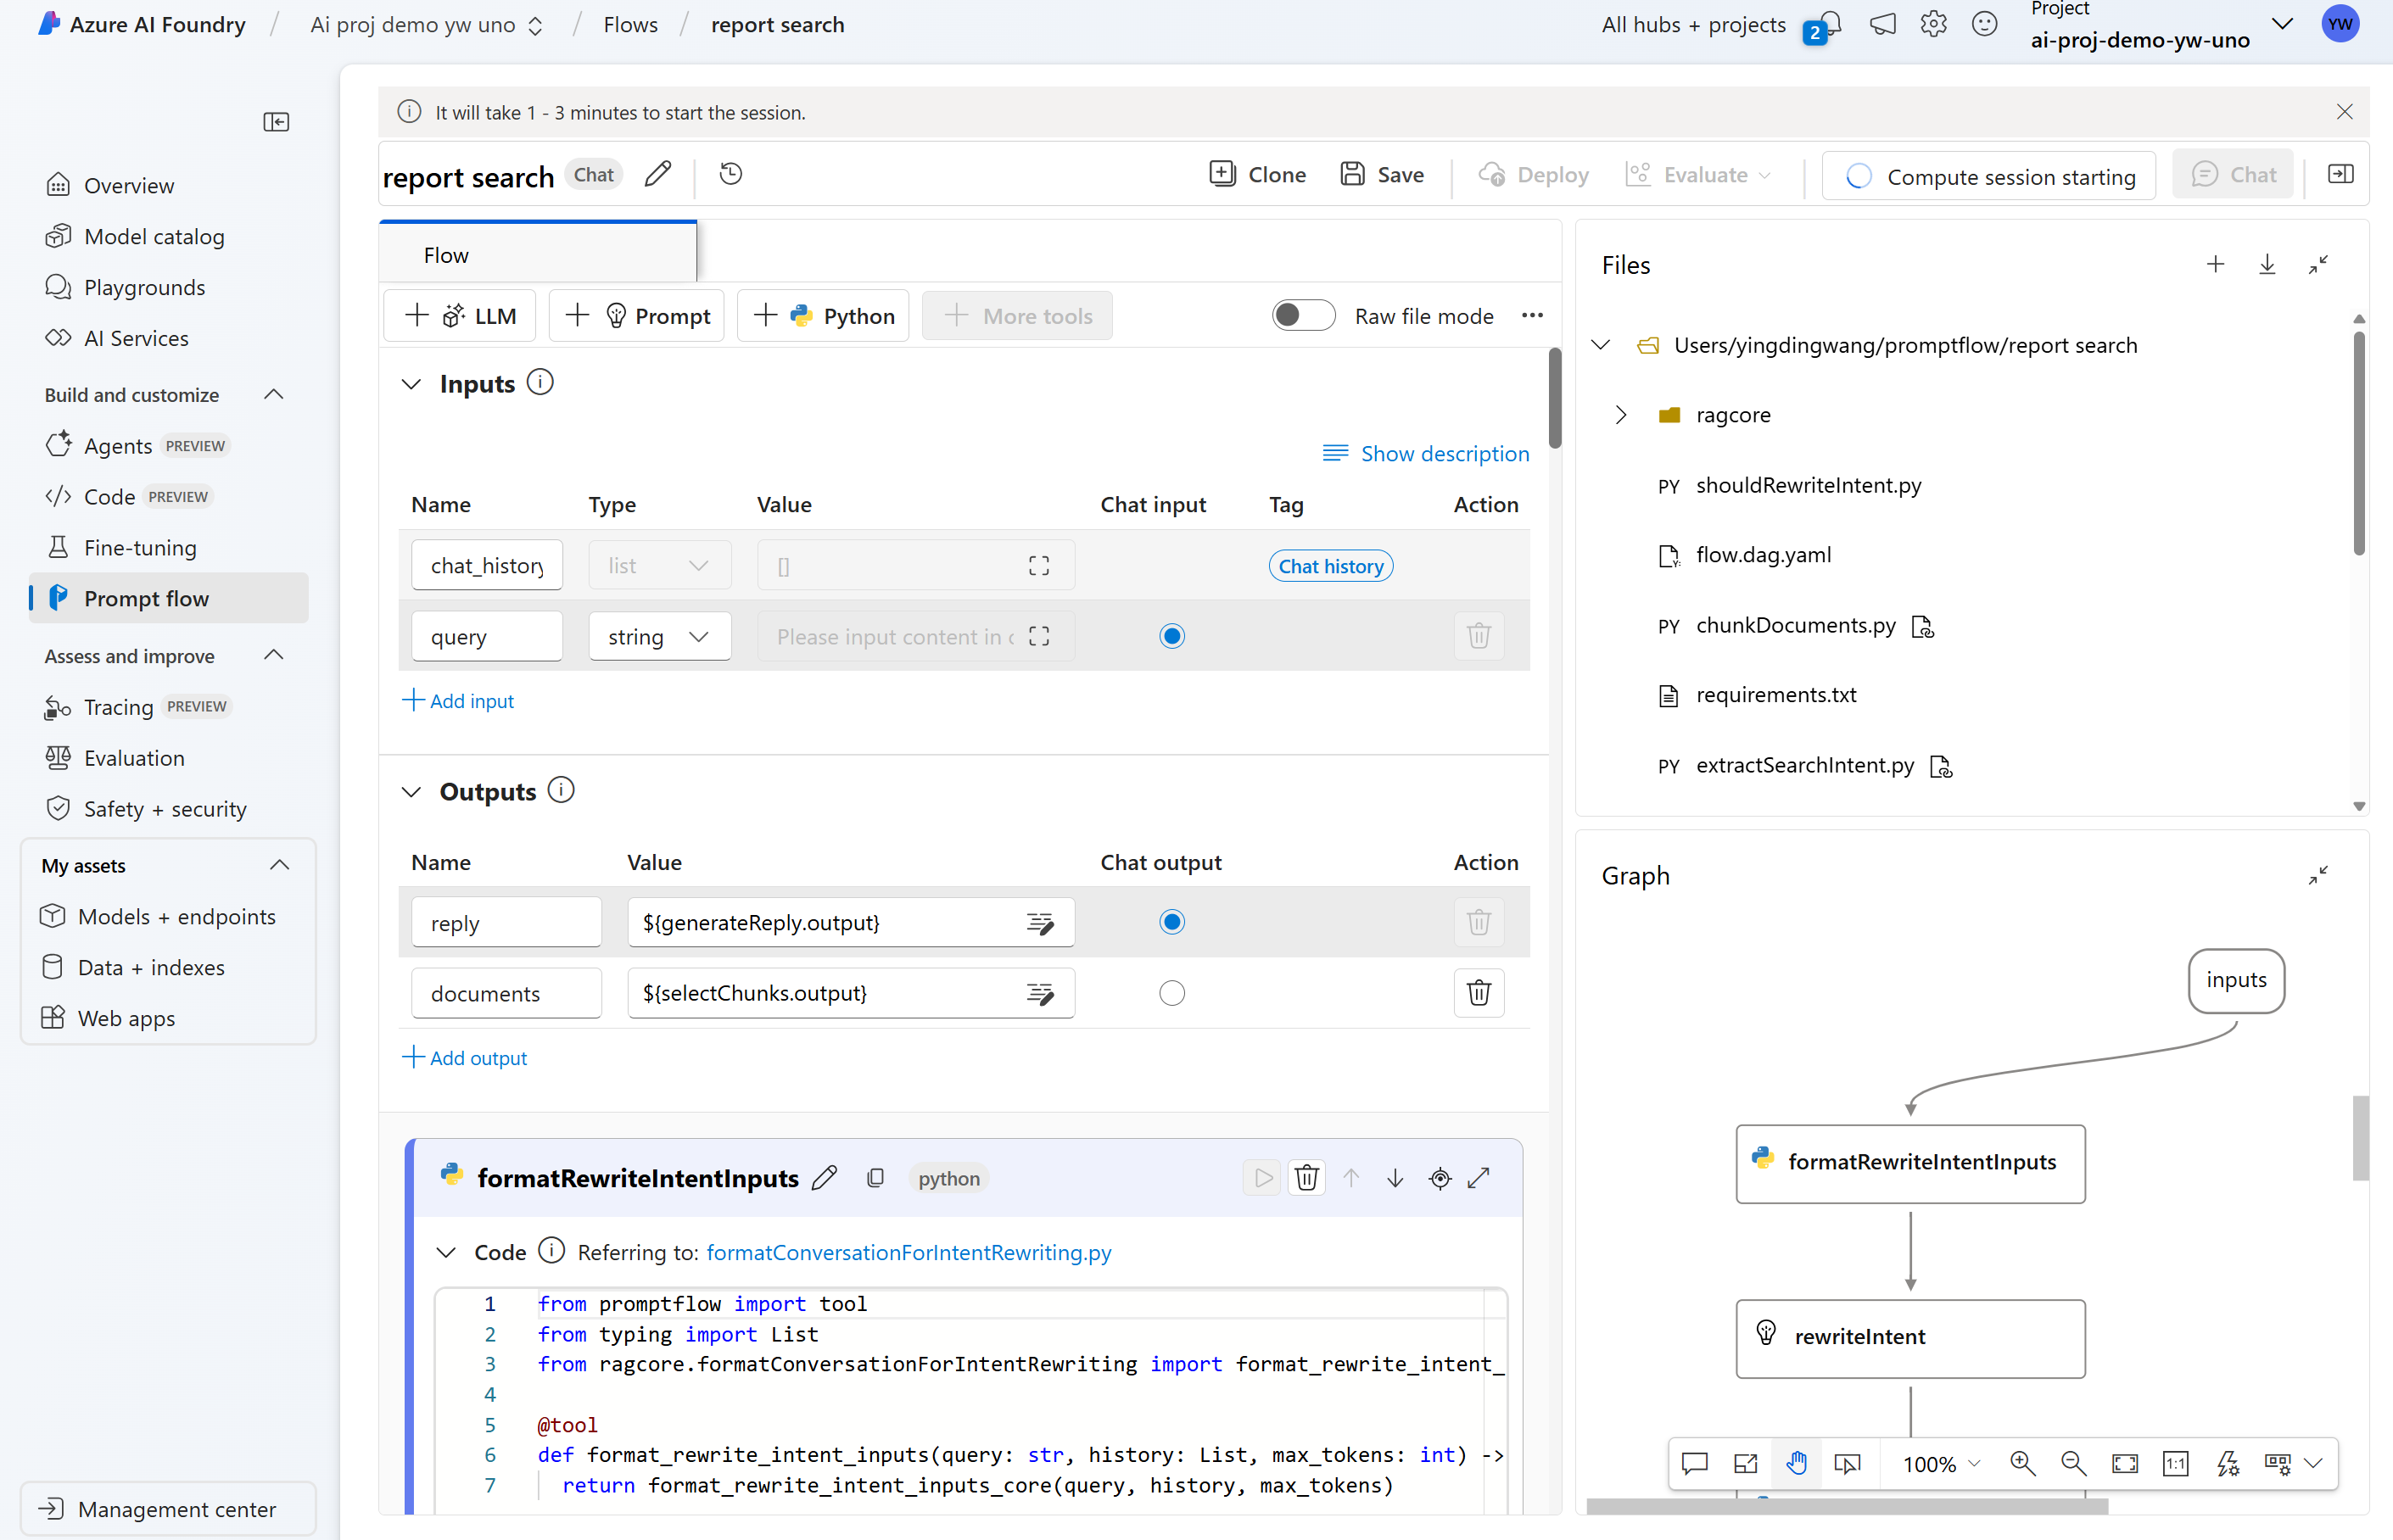 Azure AI Foundry / Ai proj demo yw uno / Flows / report search
All hubs + projects
2
Project
ai-proj-demo-yw-uno
YW
Overview
Model catalog
Playgrounds
AI Services
Build and customize
Agents PREVIEW
Code PREVIEW
Fine-tuning
Prompt flow
Assess and improve
Tracing PREVIEW
Evaluation
Safety + security
My assets
Models + endpoints
Data + indexes
Web apps
Management center
It will take 1 - 3 minutes to start the session.
report search Chat
Clone Save Deploy Evaluate Compute session starting Chat
Flow
LLM Prompt Python More tools Raw file mode
Inputs
Show description
Name Type Value Chat input Tag Action
chat_history list [] Chat history
query string Please input content in c
Add input
Outputs
Name Value Chat output Action
reply ${generateReply.output}
documents ${selectChunks.output}
Add output
formatRewriteIntentInputs python
Code Referring to: formatConversationForIntentRewriting.py
1 from promptflow import tool
2 from typing import List
3 from ragcore.formatConversationForIntentRewriting import format_rewrite_intent_
4
5 @tool
6 def format_rewrite_intent_inputs(query: str, history: List, max_tokens: int) ->
7 return format_rewrite_intent_inputs_core(query, history, max_tokens)
Files
Users/yingdingwang/promptflow/report search
ragcore
PY shouldRewriteIntent.py
Y: flow.dag.yaml
PY chunkDocuments.py
requirements.txt
PY extractSearchIntent.py
Graph
inputs
formatRewriteIntentInputs
rewriteIntent
100%
1:1